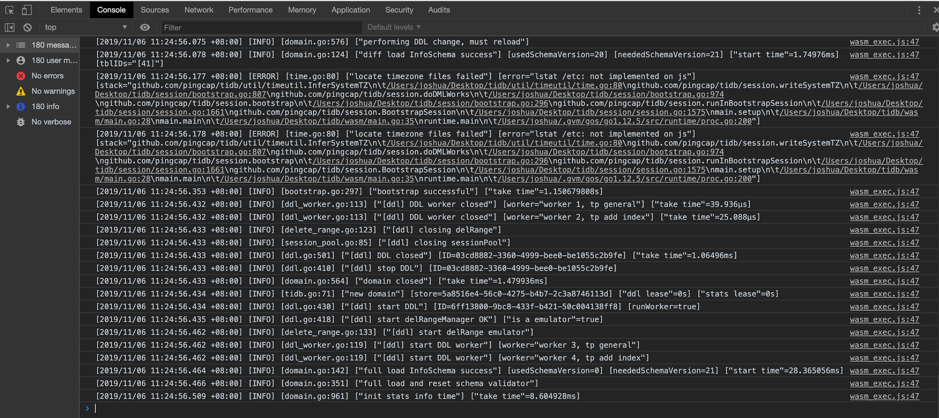 Elements Console Sources Network Performance Memory Application Security Audits
top Filter Default levels
180 messa...
180 user m...
No errors
No warnings
180 info
No verbose
[2019/11/06 11:24:56.075 +08:00] [INFO] [domain.go:576] ["performing DDL change, must reload"] wasm_exec.js:47
[2019/11/06 11:24:56.078 +08:00] [INFO] [domain.go:124] ["diff load InfoSchema success"] [usedSchemaVersion=20] [neededSchemaVersion=21] ["start time"=1.74976ms] wasm_exec.js:47
[tblIDs="[41]"]
[2019/11/06 11:24:56.177 +08:00] [ERROR] [time.go:80] ["locate timezone files failed"] [error="lstat /etc: not implemented on js"] wasm_exec.js:47
[stack="github.com/pingcap/tidb/util/timeutil.InferSystemTZ\n\t/Users/joshua/Desktop/tidb/util/timeutil/time.go:80\ngithub.com/pingcap/tidb/session.writeSystemTZ\n\t/Users/joshua/
Desktop/tidb/session/bootstrap.go:807\ngithub.com/pingcap/tidb/session.doDMLWorks\n\t/Users/joshua/Desktop/tidb/session/bootstrap.go:974
\ngithub.com/pingcap/tidb/session.bootstrap\n\t/Users/joshua/Desktop/tidb/session/bootstrap.go:296\ngithub.com/pingcap/tidb/session.runInBootstrapSession\n\t/Users/joshua/Desktop/
tidb/session/session.go:1661\ngithub.com/pingcap/tidb/session.BootstrapSession\n\t/Users/joshua/Desktop/tidb/session/session.go:1575\nmain.setup\n\t/Users/joshua/Desktop/tidb/was
m/main.go:28\nmain.main\n\t/Users/joshua/Desktop/tidb/wasm/main.go:35\nruntime.main\n\t/Users/joshua/.gvm/gos/go1.12.5/src/runtime/proc.go:200"]
[2019/11/06 11:24:56.178 +08:00] [ERROR] [time.go:80] ["locate timezone files failed"] [error="lstat /etc: not implemented on js"] wasm_exec.js:47
[stack="github.com/pingcap/tidb/util/timeutil.InferSystemTZ\n\t/Users/joshua/Desktop/tidb/util/timeutil/time.go:80\ngithub.com/pingcap/tidb/session.writeSystemTZ\n\t/Users/joshua/
Desktop/tidb/session/bootstrap.go:807\ngithub.com/pingcap/tidb/session.doDMLWorks\n\t/Users/joshua/Desktop/tidb/session/bootstrap.go:974
\ngithub.com/pingcap/tidb/session.bootstrap\n\t/Users/joshua/Desktop/tidb/session/bootstrap.go:296\ngithub.com/pingcap/tidb/session.runInBootstrapSession\n\t/Users/joshua/Desktop/
tidb/session/session.go:1661\ngithub.com/pingcap/tidb/session.BootstrapSession\n\t/Users/joshua/Desktop/tidb/session/session.go:1575\nmain.setup\n\t/Users/joshua/Desktop/tidb/was
m/main.go:28\nmain.main\n\t/Users/joshua/Desktop/tidb/wasm/main.go:35\nruntime.main\n\t/Users/joshua/.gvm/gos/go1.12.5/src/runtime/proc.go:200"]
[2019/11/06 11:24:56.353 +08:00] [INFO] [bootstrap.go:297] ["bootstrap successful"] ["take time"=1.150679808s] wasm_exec.js:47
[2019/11/06 11:24:56.432 +08:00] [INFO] [ddl_worker.go:113] ["[ddl] DDL worker closed"] [worker="worker 1, tp general"] ["take time"=39.936µs] wasm_exec.js:47
[2019/11/06 11:24:56.432 +08:00] [INFO] [ddl_worker.go:113] ["[ddl] DDL worker closed"] [worker="worker 2, tp add index"] ["take time"=25.088µs] wasm_exec.js:47
[2019/11/06 11:24:56.433 +08:00] [INFO] [delete_range.go:123] ["[ddl] closing delRange"] wasm_exec.js:47
[2019/11/06 11:24:56.433 +08:00] [INFO] [session_pool.go:85] ["[ddl] closing sessionPool"] wasm_exec.js:47
[2019/11/06 11:24:56.433 +08:00] [INFO] [ddl.go:501] ["[ddl] DDL closed"] [ID=03cd8882-3360-4999-bee0-be1055c2b9fe] ["take time"=1.06496ms] wasm_exec.js:47
[2019/11/06 11:24:56.433 +08:00] [INFO] [ddl.go:410] ["[ddl] stop DDL"] [ID=03cd8882-3360-4999-bee0-be1055c2b9fe] wasm_exec.js:47
[2019/11/06 11:24:56.433 +08:00] [INFO] [domain.go:564] ["domain closed"] ["take time"=1.479936ms] wasm_exec.js:47
[2019/11/06 11:24:56.434 +08:00] [INFO] [tidb.go:71] ["new domain"] [store=5a8516e4-56c0-4275-b4b7-2c3a8746113d] ["ddl lease"=0s] ["stats lease"=0s] wasm_exec.js:47
[2019/11/06 11:24:56.434 +08:00] [INFO] [ddl.go:430] ["[ddl] start DDL"] [ID=6ff13800-9bc8-433f-b421-50c004138ff8] [runWorker=true] wasm_exec.js:47
[2019/11/06 11:24:56.435 +08:00] [INFO] [ddl.go:418] ["[ddl] start delRangeManager OK"] ["is a emulator"=true] wasm_exec.js:47
[2019/11/06 11:24:56.462 +08:00] [INFO] [delete_range.go:133] ["[ddl] start delRange emulator"] wasm_exec.js:47
[2019/11/06 11:24:56.462 +08:00] [INFO] [ddl_worker.go:119] ["[ddl] start DDL worker"] [worker="worker 3, tp general"] wasm_exec.js:47
[2019/11/06 11:24:56.462 +08:00] [INFO] [ddl_worker.go:119] ["[ddl] start DDL worker"] [worker="worker 4, tp add index"] wasm_exec.js:47
[2019/11/06 11:24:56.464 +08:00] [INFO] [domain.go:142] ["full load InfoSchema success"] [usedSchemaVersion=0] [neededSchemaVersion=21] ["start time"=28.365056ms] wasm_exec.js:47
[2019/11/06 11:24:56.466 +08:00] [INFO] [domain.go:351] ["full load and reset schema validator"] wasm_exec.js:47
[2019/11/06 11:24:56.509 +08:00] [INFO] [domain.go:961] ["init stats info time"] ["take time"=8.604928ms] wasm_exec.js:47